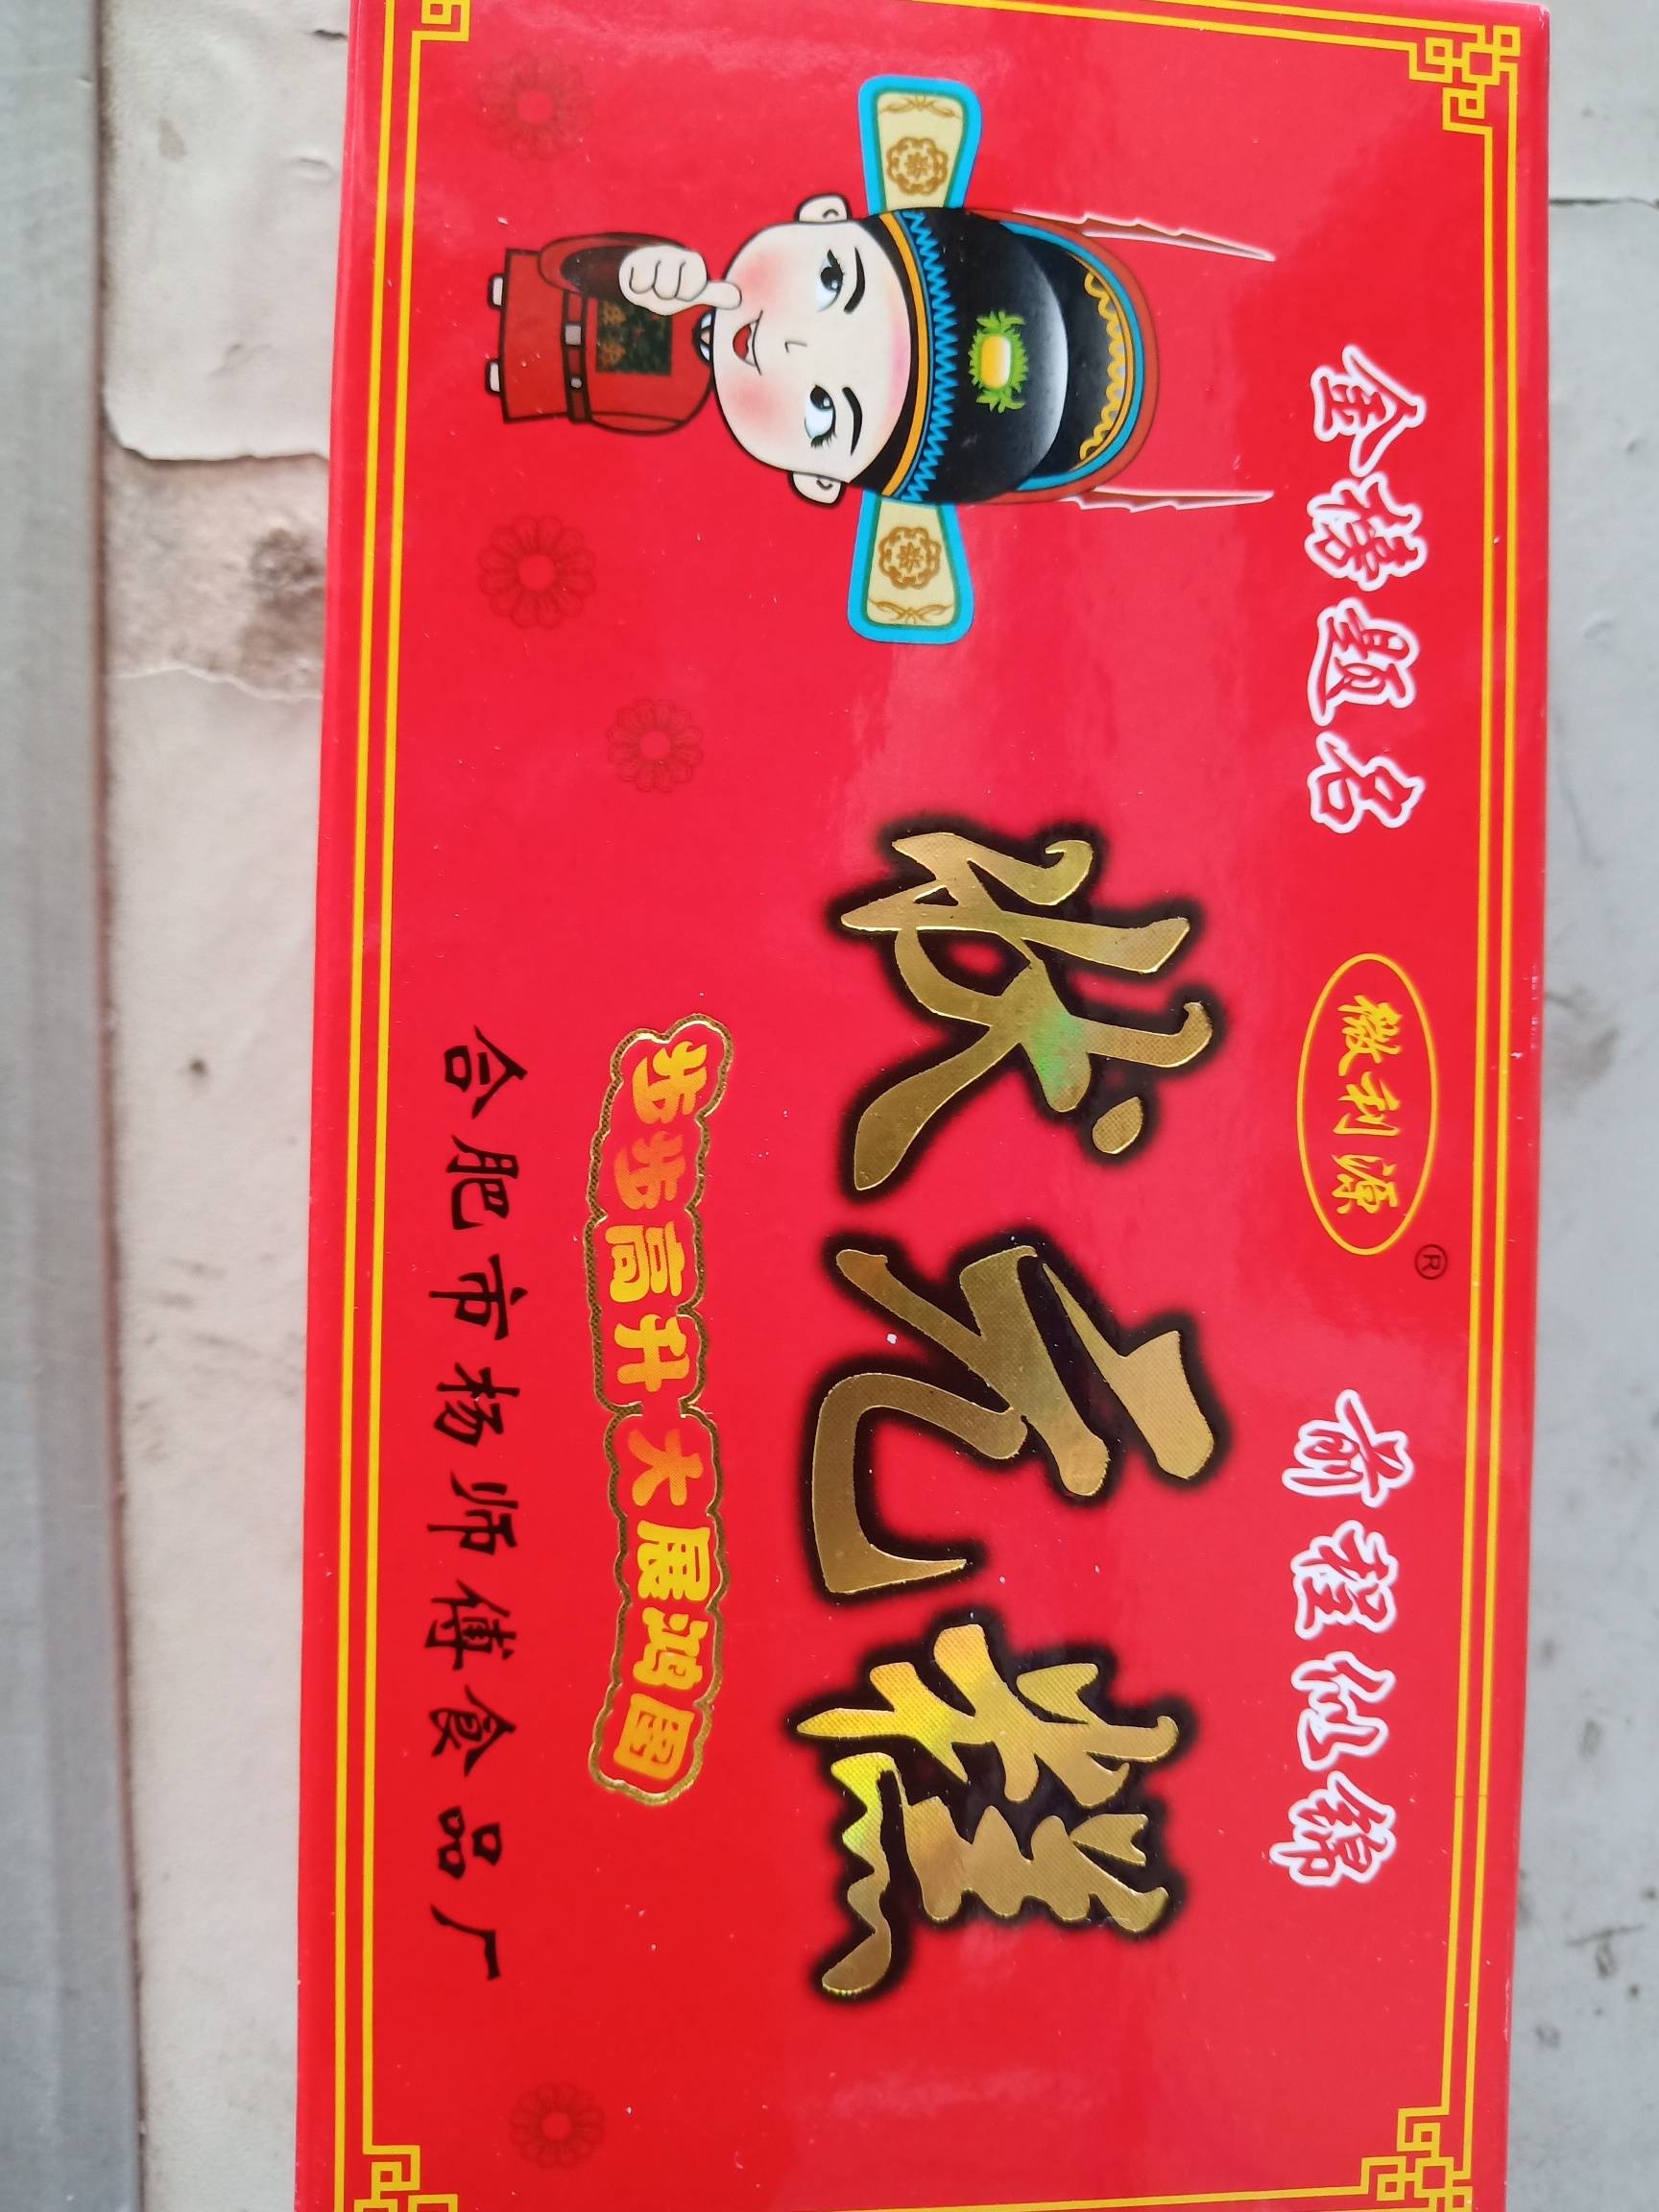 金榜题名
徽利源®
前程似锦
状元糕
步步高升大展鸿图
合肥市杨师傅食品厂